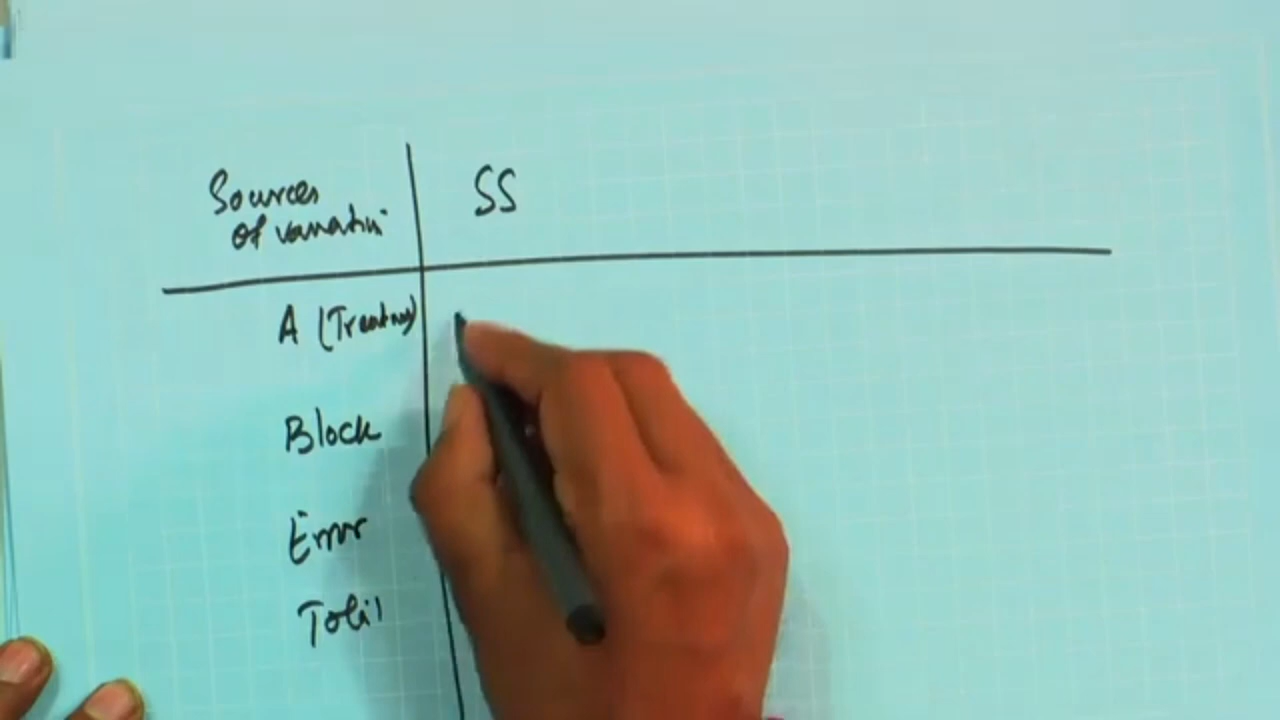 Sources SS
of variation
A (Treatment)
Block
Error
Total